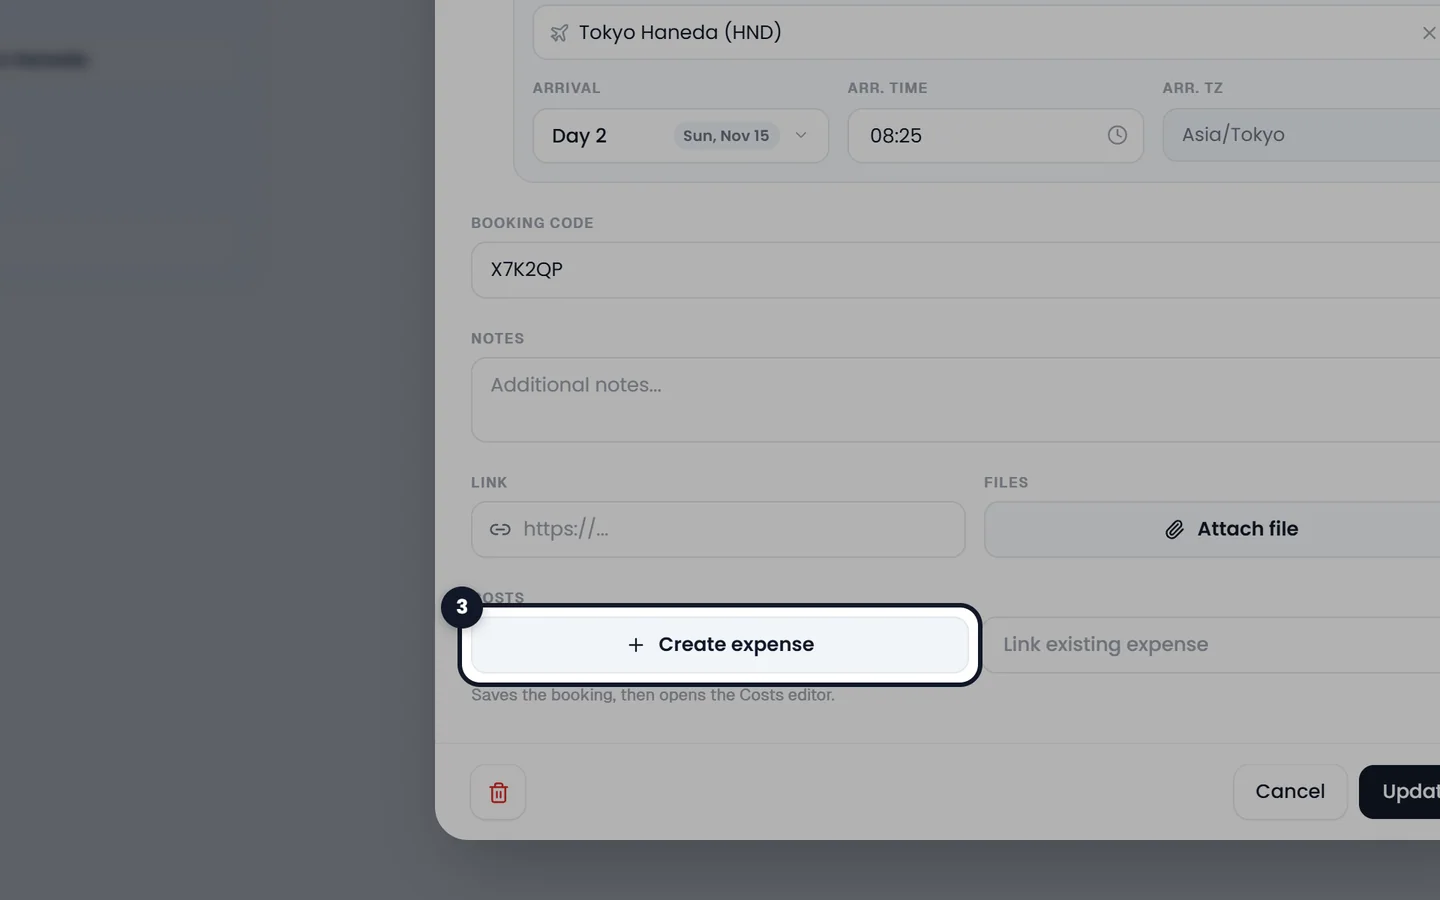 Tokyo Haneda (HND)
ARRIVAL
ARR. TIME
ARR. TZ
Day 2
Sun, Nov 15
08:25
Asia/Tokyo
BOOKING CODE
X7K2QP
NOTES
Additional notes...
LINK
FILES
https://...
Attach file
3
Create expense
Link existing expense
Saves the booking, then opens the Costs editor.
Cancel